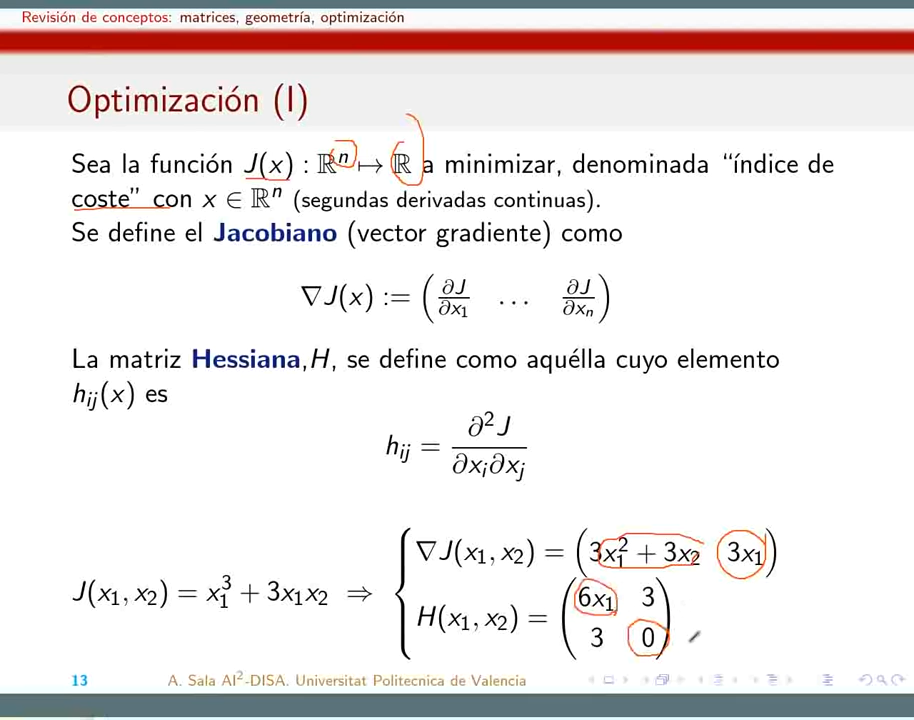 Revisión de conceptos: matrices, geometría, optimización
Optimización (I)
Sea la función J(x) : ℝⁿ ↦ ℝ a minimizar, denominada “índice de
coste” con x ∈ ℝⁿ (segundas derivadas continuas).
Se define el Jacobiano (vector gradiente) como
∇J(x) := (∂J/∂x₁ … ∂J/∂xₙ)
La matriz Hessiana,H, se define como aquélla cuyo elemento
hᵢⱼ(x) es
hᵢⱼ = ∂²J/∂xᵢ∂xⱼ
J(x₁, x₂) = x₁³ + 3x₁x₂ ⇒ { ∇J(x₁, x₂) = (3x₁² + 3x₂ 3x₁)
H(x₁, x₂) = (6x₁ 3
3 0)
13 A. Sala AI²-DISA. Universitat Politecnica de Valencia